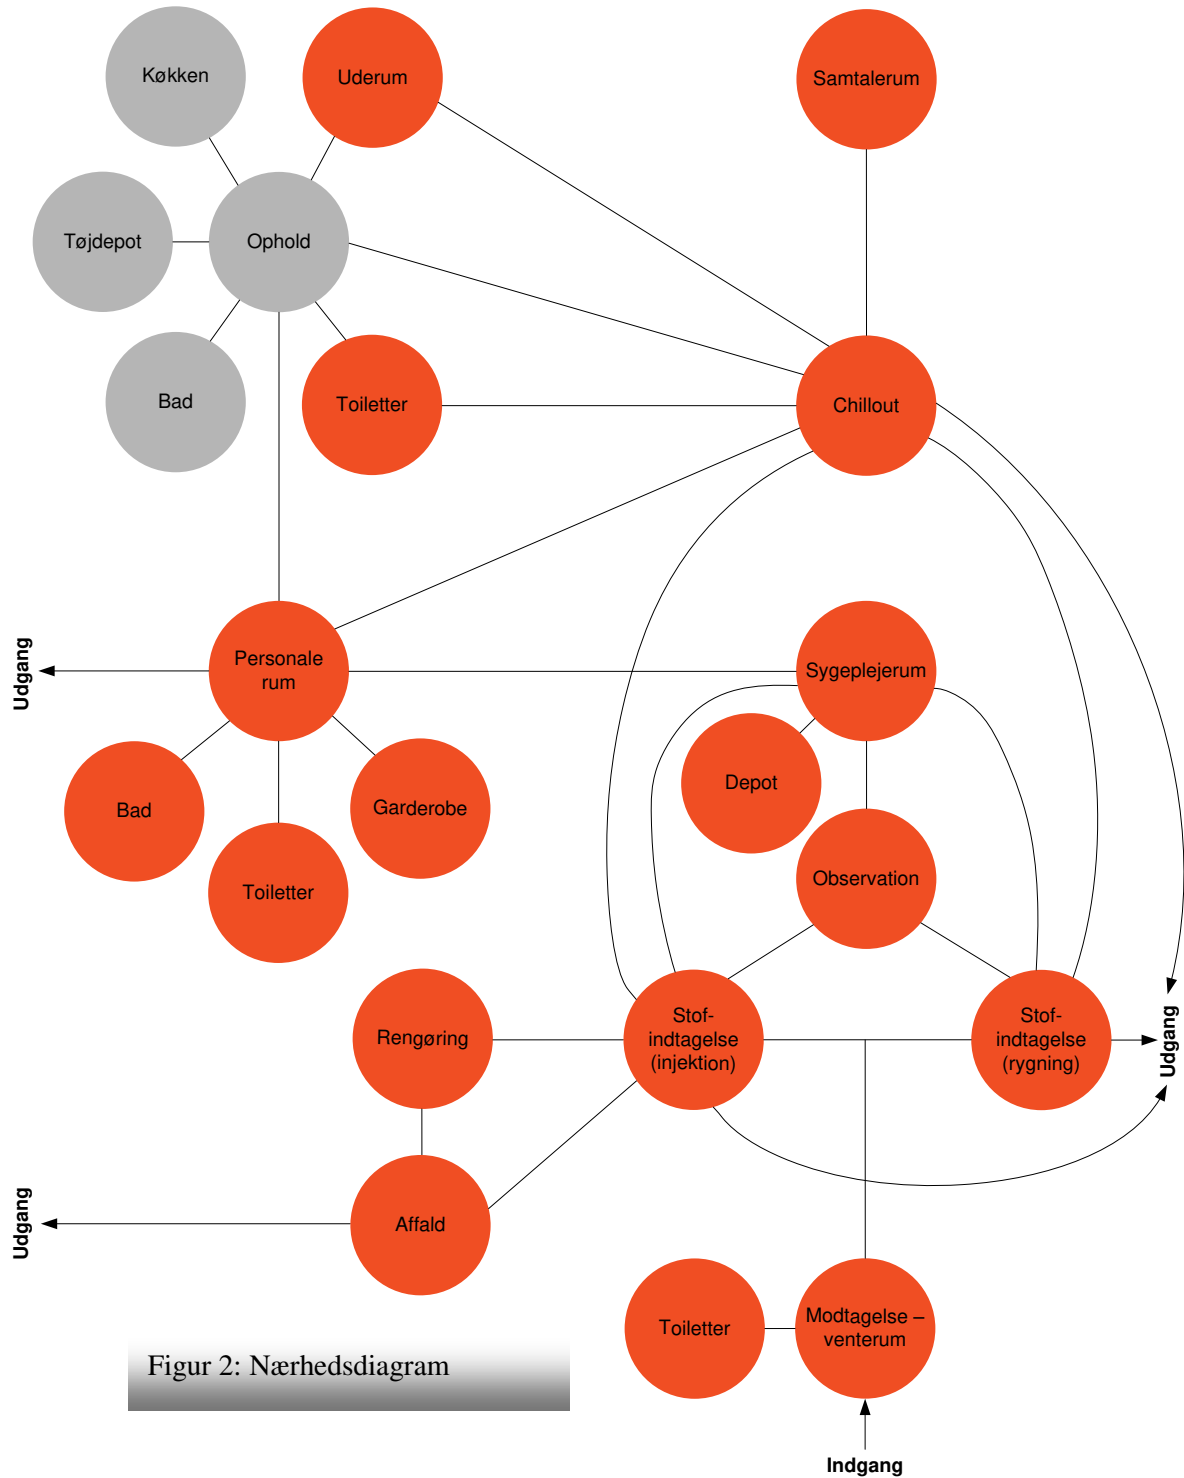 Køkken
Uderum
Samtalerum
Tøjdepot
Ophold
Bad
Toiletter
Chillout
Udgang
Personale
rum
Sygeplejerum
Bad
Toiletter
Garderobe
Depot
Observation
Rengøring
Stof-
indtagelse
(injektion)
Stof-
indtagelse
(rygning)
Udgang
Udgang
Affald
Toiletter
Modtagelse –
venterum
Figur 2: Nærhedsdiagram
Indgang